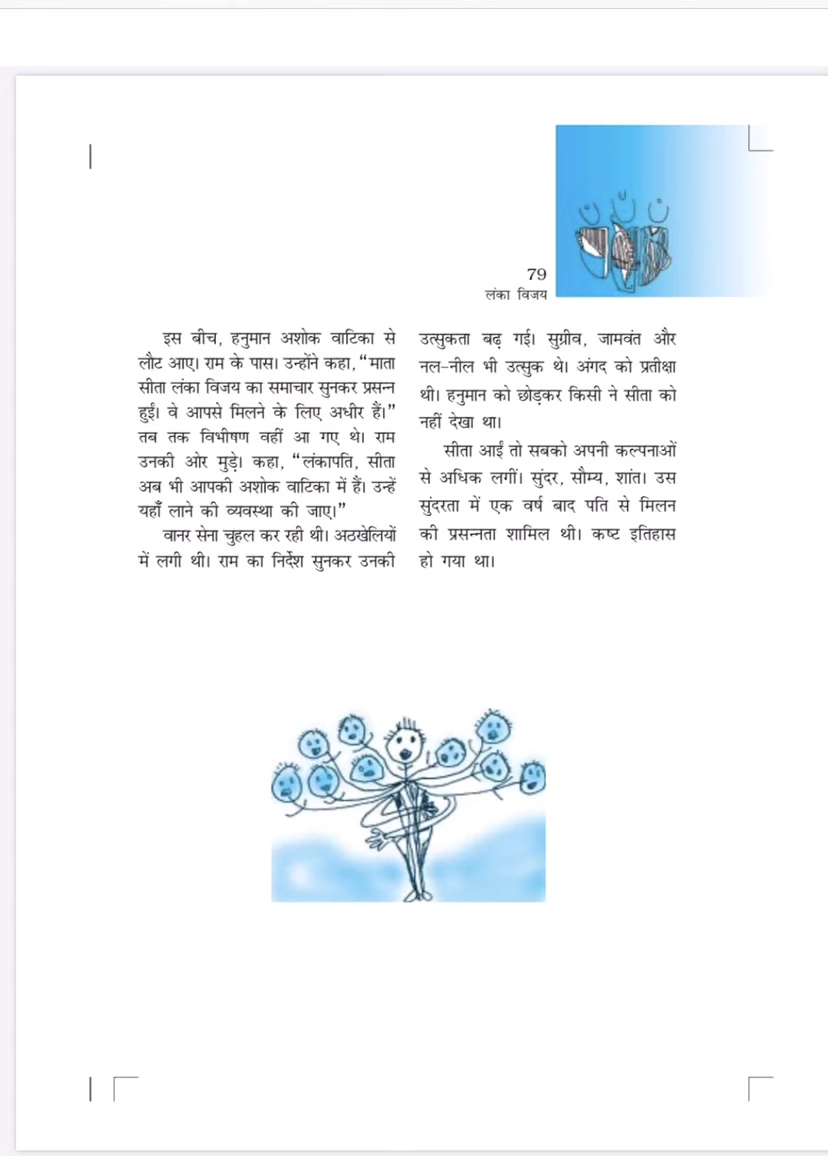 79
लंका विजय
इस बीच, हनुमान अशोक वाटिका से
लौट आए। राम के पास। उन्होंने कहा, “माता
सीता लंका विजय का समाचार सुनकर प्रसन्न
हुईं। वे आपसे मिलने के लिए अधीर हैं।”
तब तक विभीषण वहीं आ गए थे। राम
उनकी ओर मुड़े। कहा, “लंकापति, सीता
अब भी आपकी अशोक वाटिका में हैं। उन्हें
यहाँ लाने की व्यवस्था की जाए।”
वानर सेना चुहल कर रही थी। अठखेलियों
में लगी थी। राम का निर्देश सुनकर उनकी
उत्सुकता बढ़ गई। सुग्रीव, जामवंत और
नल-नील भी उत्सुक थे। अंगद को प्रतीक्षा
थी। हनुमान को छोड़कर किसी ने सीता को
नहीं देखा था।
सीता आईं तो सबको अपनी कल्पनाओं
से अधिक लगीं। सुंदर, सौम्य, शांत। उस
सुंदरता में एक वर्ष बाद पति से मिलन
की प्रसन्नता शामिल थी। कष्ट इतिहास
हो गया था।